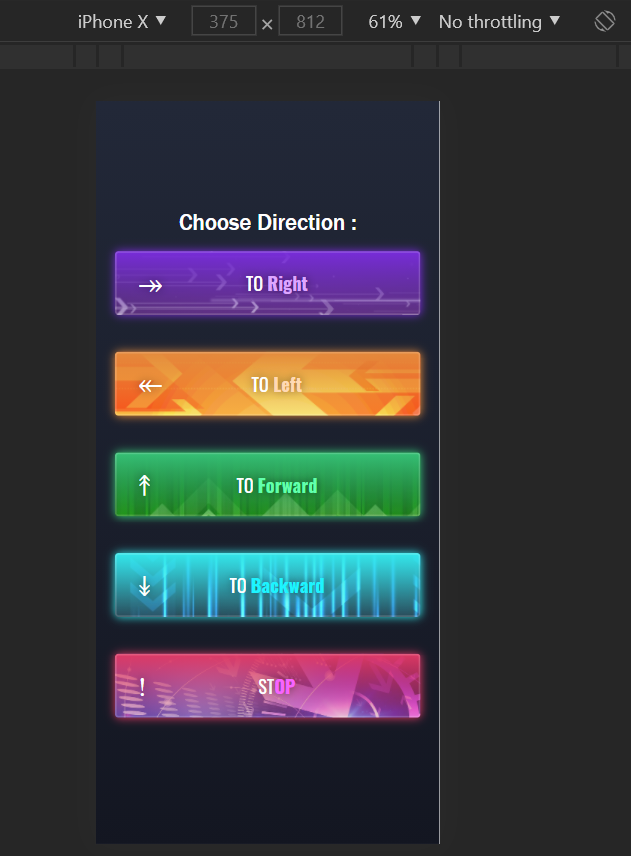 iPhone X ▼ 375 × 812 61% ▼ No throttling ▼
Choose Direction :
TO Right
TO Left
TO Forward
TO Backward
! STOP